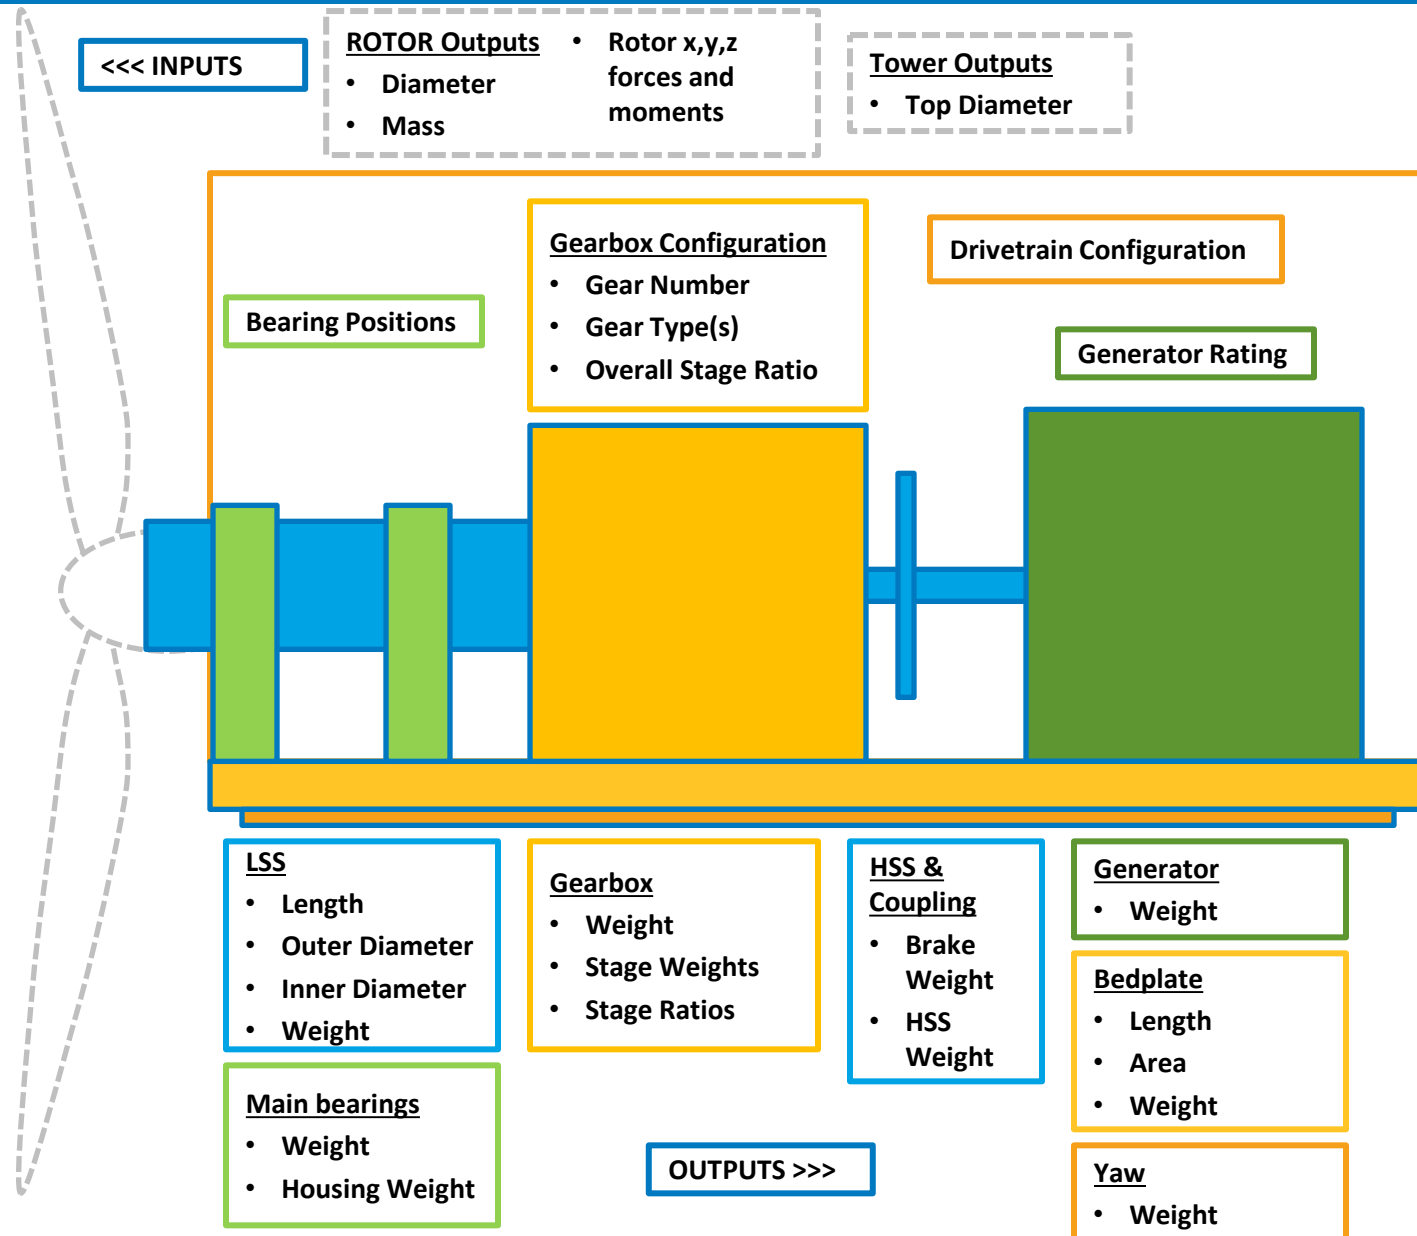 <<< INPUTS
ROTOR Outputs
• Diameter
• Mass
• Rotor x,y,z
forces and
moments
Tower Outputs
• Top Diameter
Gearbox Configuration
• Gear Number
• Gear Type(s)
• Overall Stage Ratio
Drivetrain Configuration
Bearing Positions
Generator Rating
LSS
• Length
• Outer Diameter
• Inner Diameter
• Weight
Main bearings
• Weight
• Housing Weight
Gearbox
• Weight
• Stage Weights
• Stage Ratios
HSS &
Coupling
• Brake
Weight
• HSS
Weight
Generator
• Weight
Bedplate
• Length
• Area
• Weight
Yaw
• Weight
OUTPUTS >>>